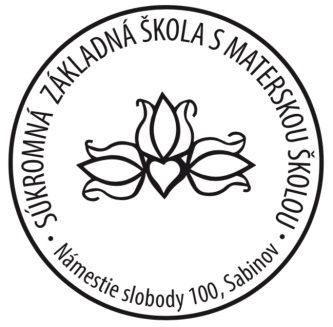 SÚKROMNÁ ZÁKLADNÁ ŠKOLA S MATERSKOU ŠKOLOU
• Námestie slobody 100, Sabinov •